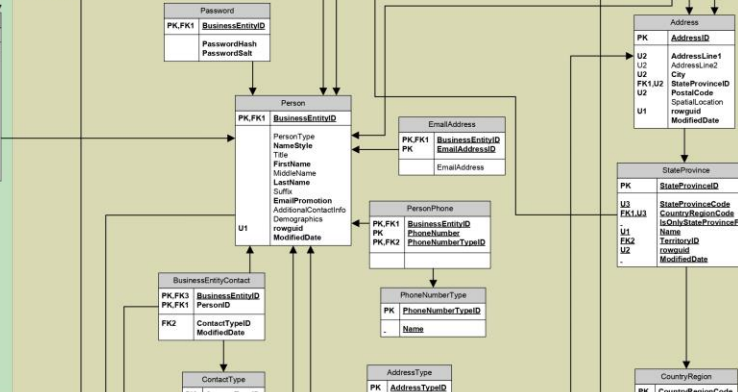 Password
PK,FK1 BusinessEntityID
PasswordHash
PasswordSalt
Person
PK,FK1 BusinessEntityID
PersonType
NameStyle
Title
FirstName
MiddleName
LastName
Suffix
EmailPromotion
AdditionalContactInfo
Demographics
U1 rowguid
ModifiedDate
EmailAddress
PK,FK1 BusinessEntityID
PK EmailAddressID
EmailAddress
PersonPhone
PK,FK1 BusinessEntityID
PK PhoneNumber
PK,FK2 PhoneNumberTypeID
PhoneNumberType
PK PhoneNumberTypeID
Name
BusinessEntityContact
PK,FK3 BusinessEntityID
PK,FK1 PersonID
FK2 ContactTypeID
ModifiedDate
ContactType
AddressType
PK AddressTypeID
Address
PK AddressID
U2 AddressLine1
U2 AddressLine2
U2 City
FK1,U2 StateProvinceID
U2 PostalCode
SpatialLocation
U1 rowguid
ModifiedDate
StateProvince
PK StateProvinceID
U3 StateProvinceCode
FK1,U3 CountryRegionCode
IsOnlyStateProvinceF
U1 Name
FK2 TerritoryID
U2 rowguid
ModifiedDate
CountryRegion
PK CountryRegionCode